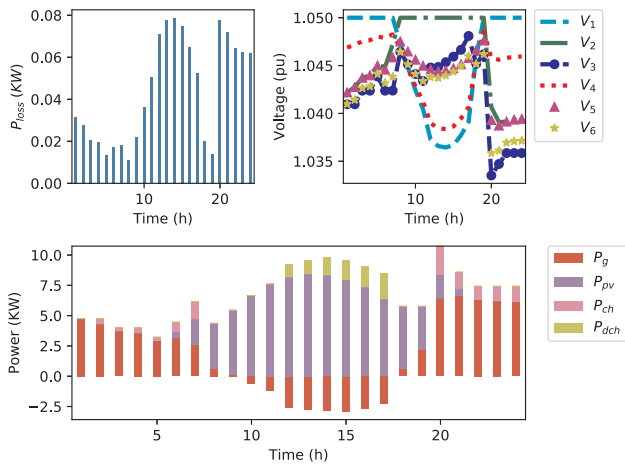 0.08
0.06
0.04
0.02
0.00
P_loss (KW)
10
20
Time (h)
1.050
1.045
1.040
1.035
Voltage (pu)
10
20
Time (h)
V_1
V_2
V_3
V_4
V_5
V_6
10.0
7.5
5.0
2.5
0.0
−2.5
Power (KW)
5
10
15
20
Time (h)
P_g
P_pv
P_ch
P_dch